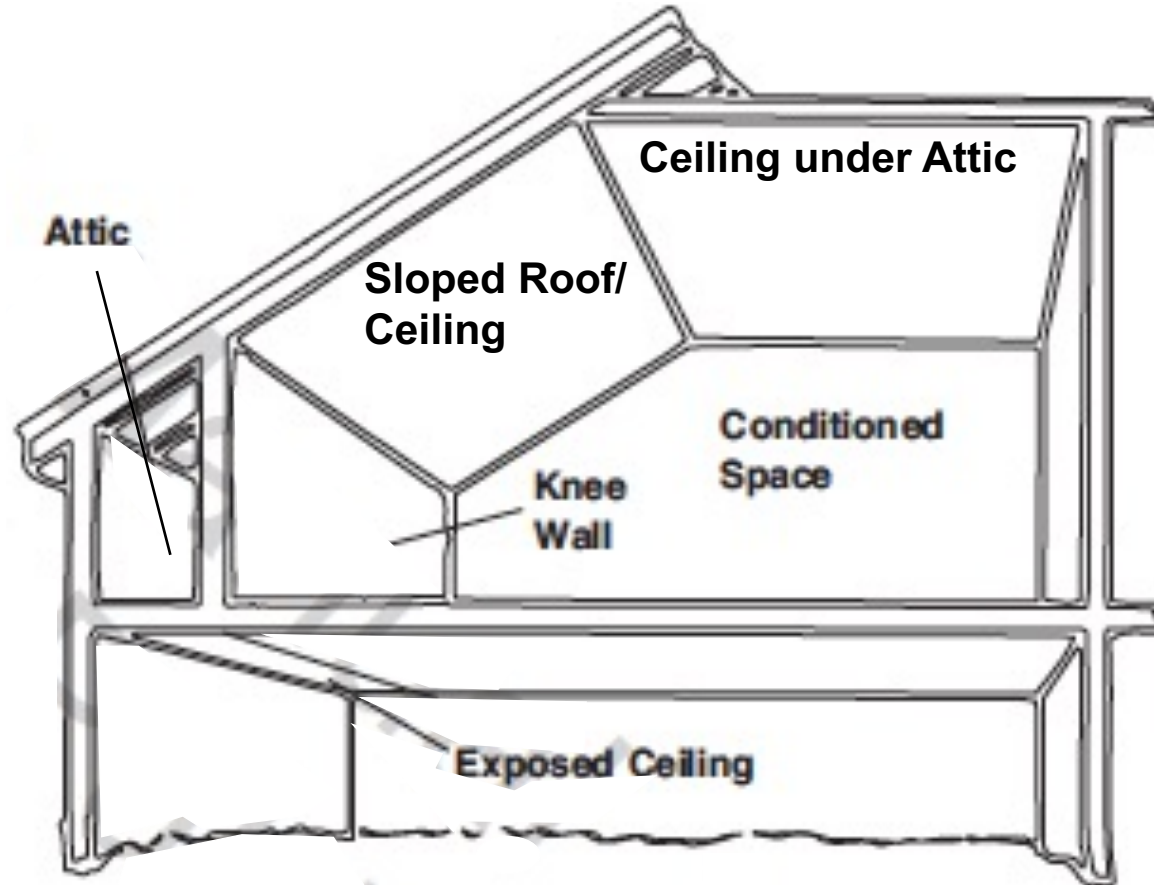 Ceiling under Attic
Attic
Sloped Roof/
Ceiling
Conditioned
Space
Knee
Wall
Exposed Ceiling